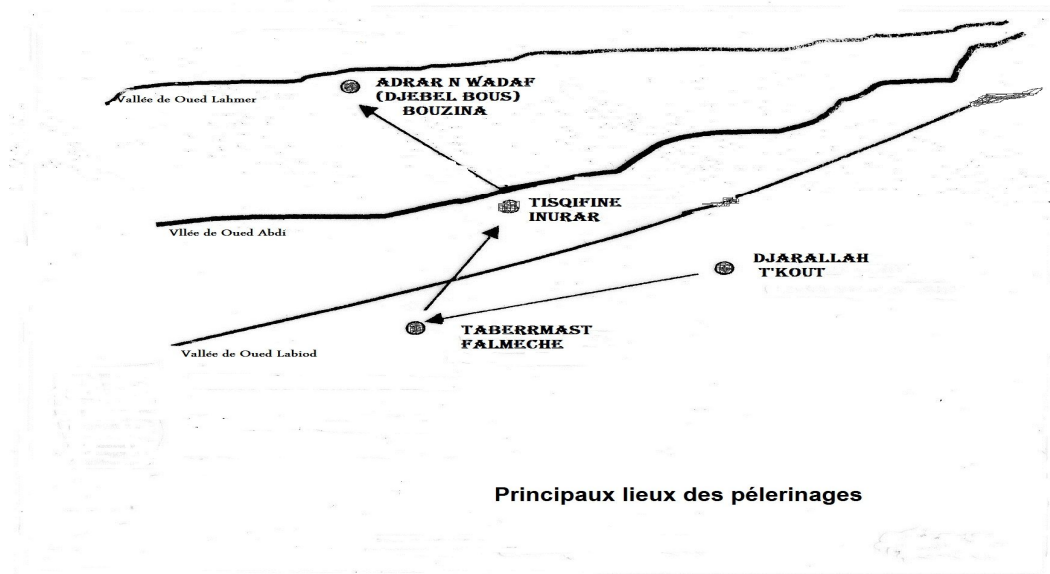 ADRAR N WADAF
(DJEBEL BOUS)
BOUZINA
Vallée de Oued Lahmer
TISQIFINE
INURAR
Vllée de Oued Abdi
DJARALLAH
T'KOUT
TABERRMAST
FALMECHE
Vallée de Oued Labiod
Principaux lieux des pélerinages